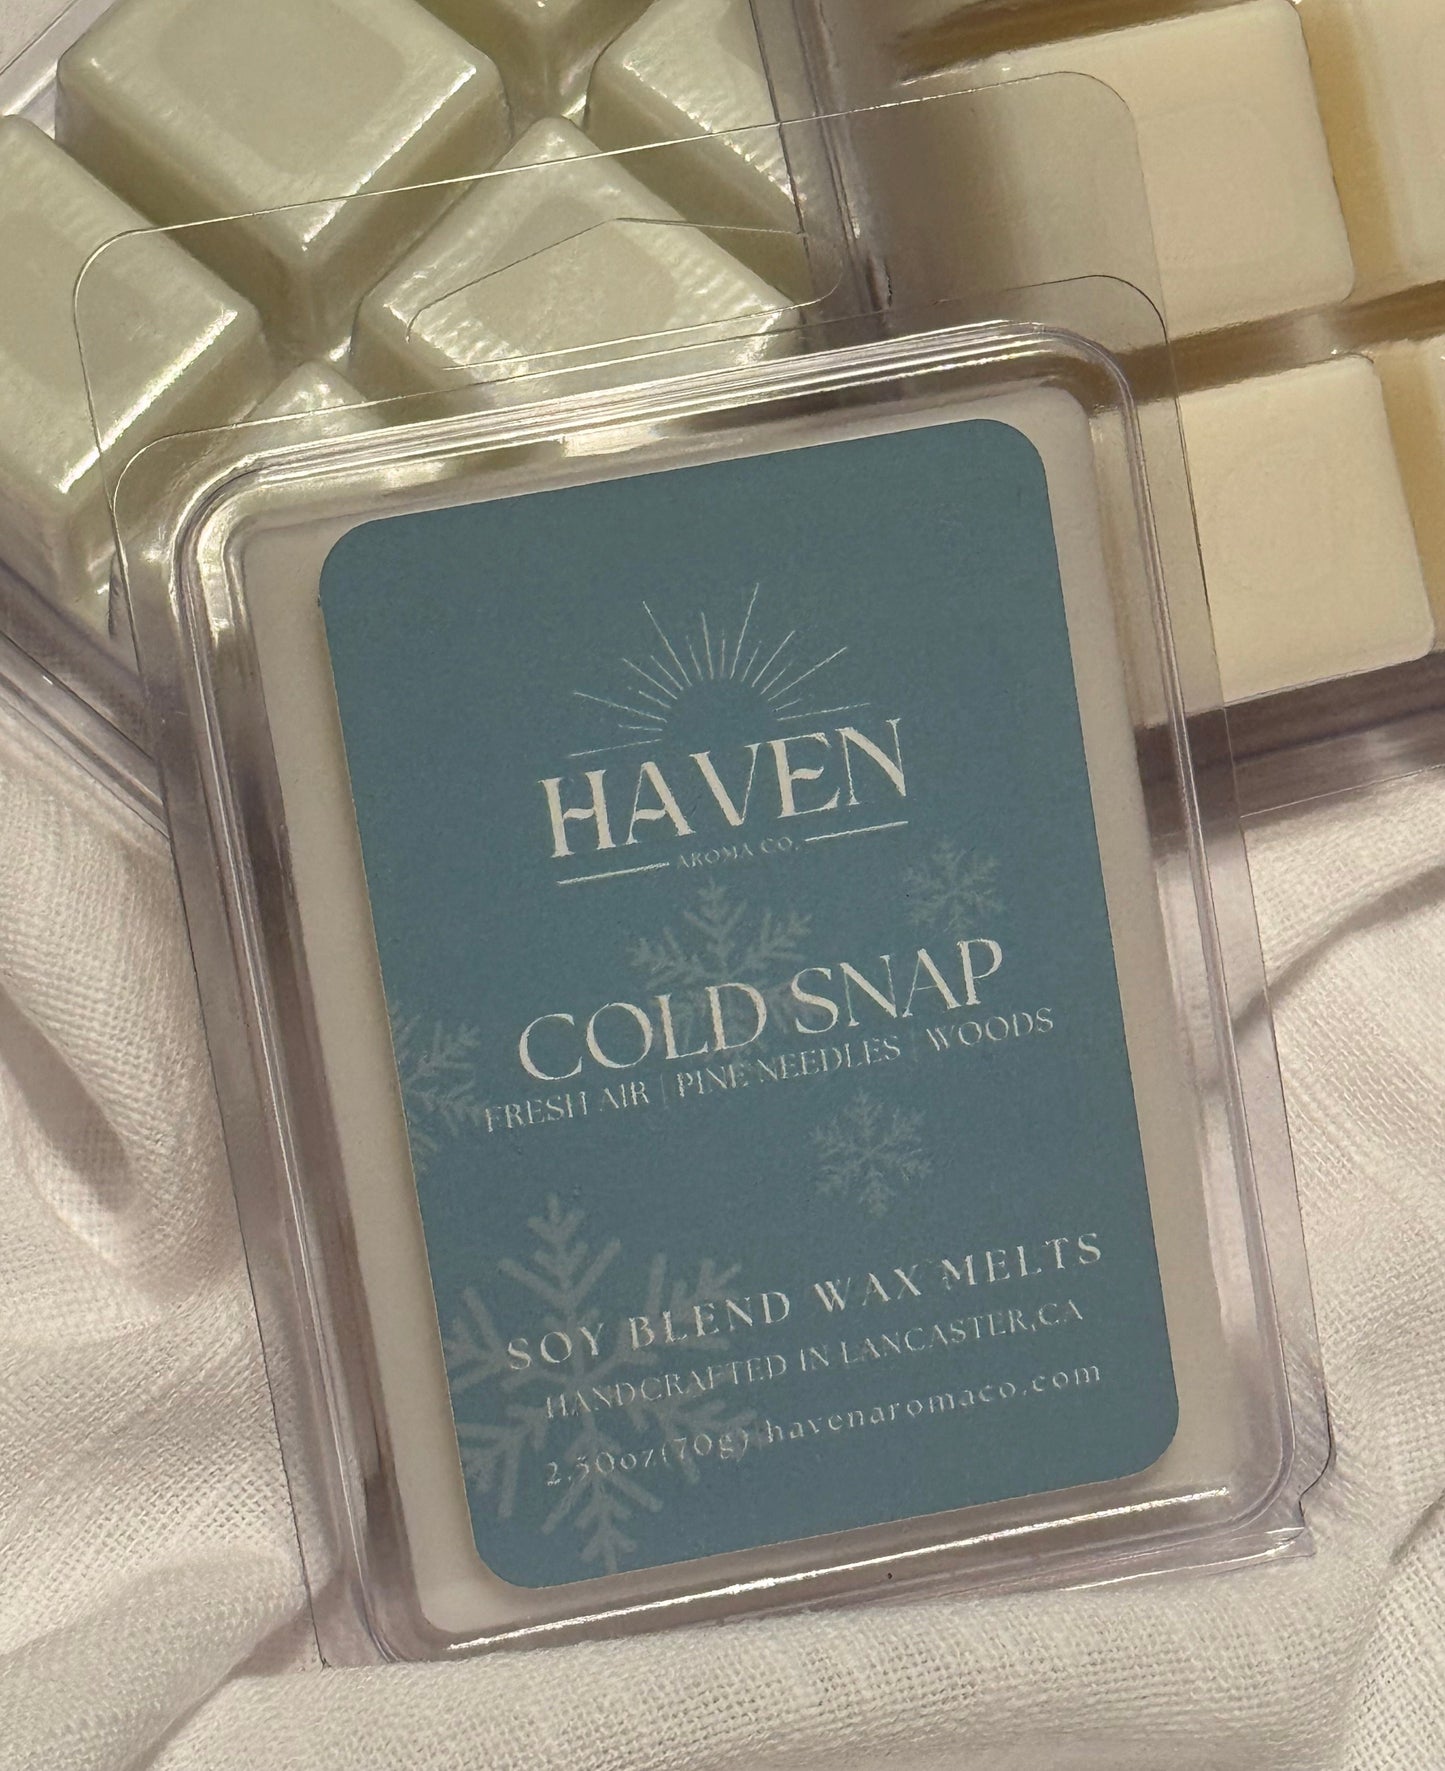 HAVEN
AROMA CO.
COLD SNAP
FRESH AIR | PINE NEEDLES | WOODS
SOY BLEND WAX MELTS
HANDCRAFTED IN LANCASTER,CA
2.50oz(70g) havenaromaco.com